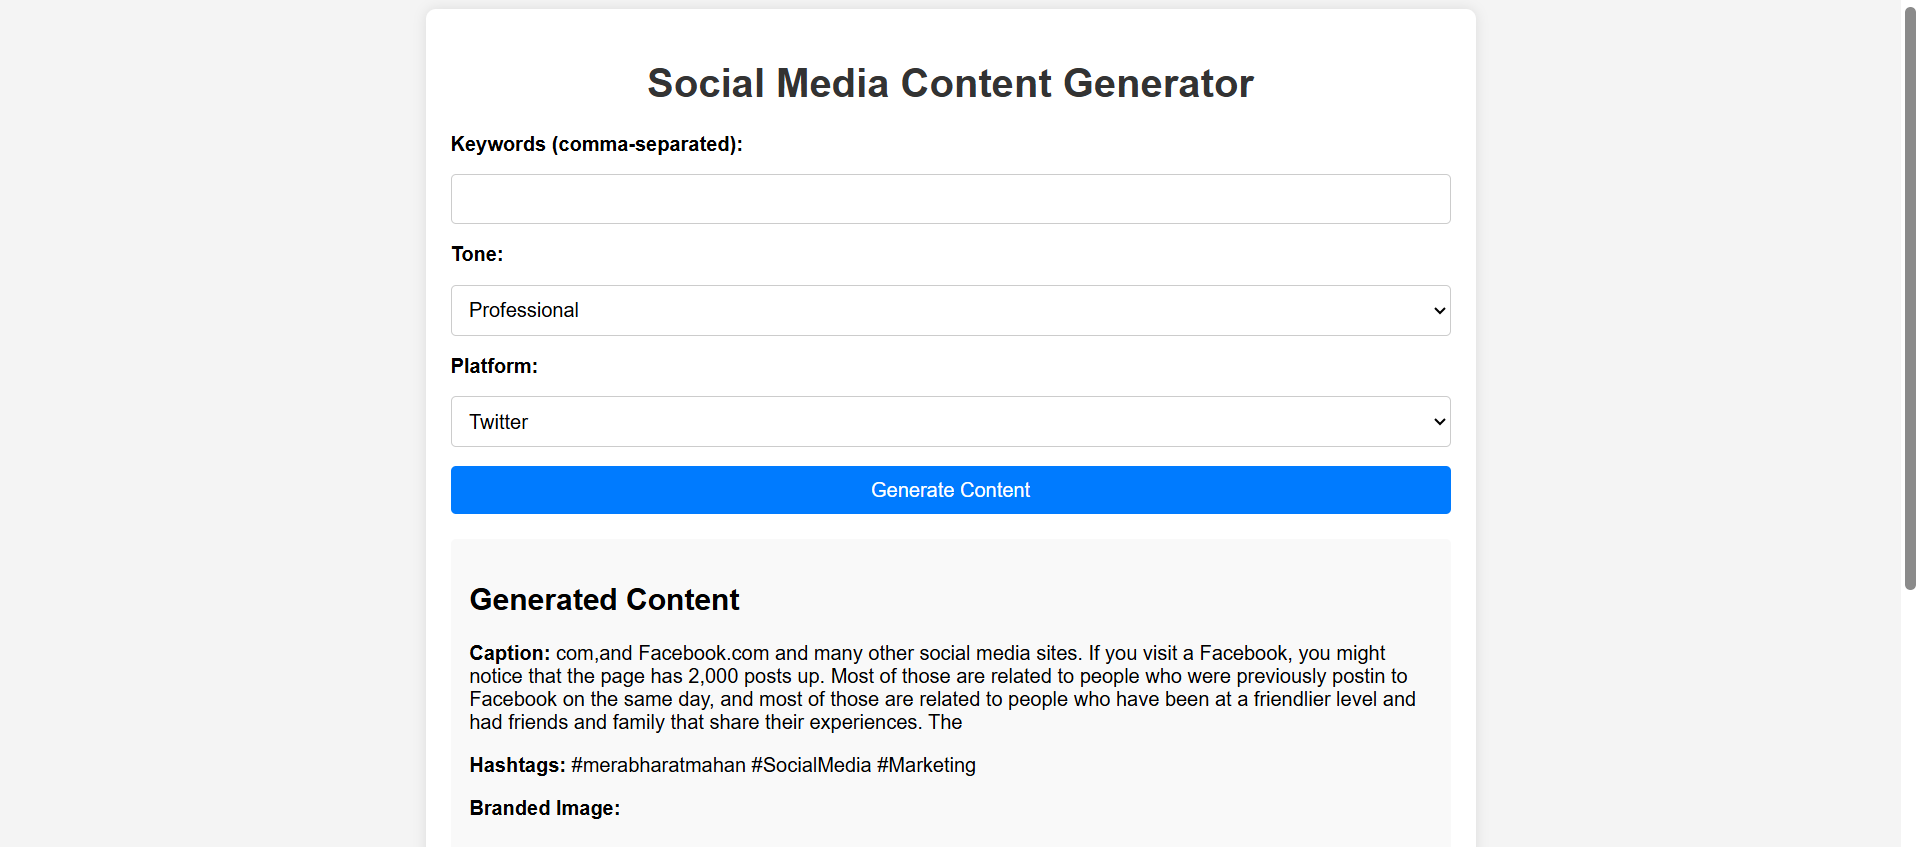 Social Media Content Generator
Keywords (comma-separated):
Tone:
Professional
Platform:
Twitter
Generate Content
Generated Content
Caption: com,and Facebook.com and many other social media sites. If you visit a Facebook, you might
notice that the page has 2,000 posts up. Most of those are related to people who were previously postin to
Facebook on the same day, and most of those are related to people who have been at a friendlier level and
had friends and family that share their experiences. The
Hashtags: #merabharatmahan #SocialMedia #Marketing
Branded Image: